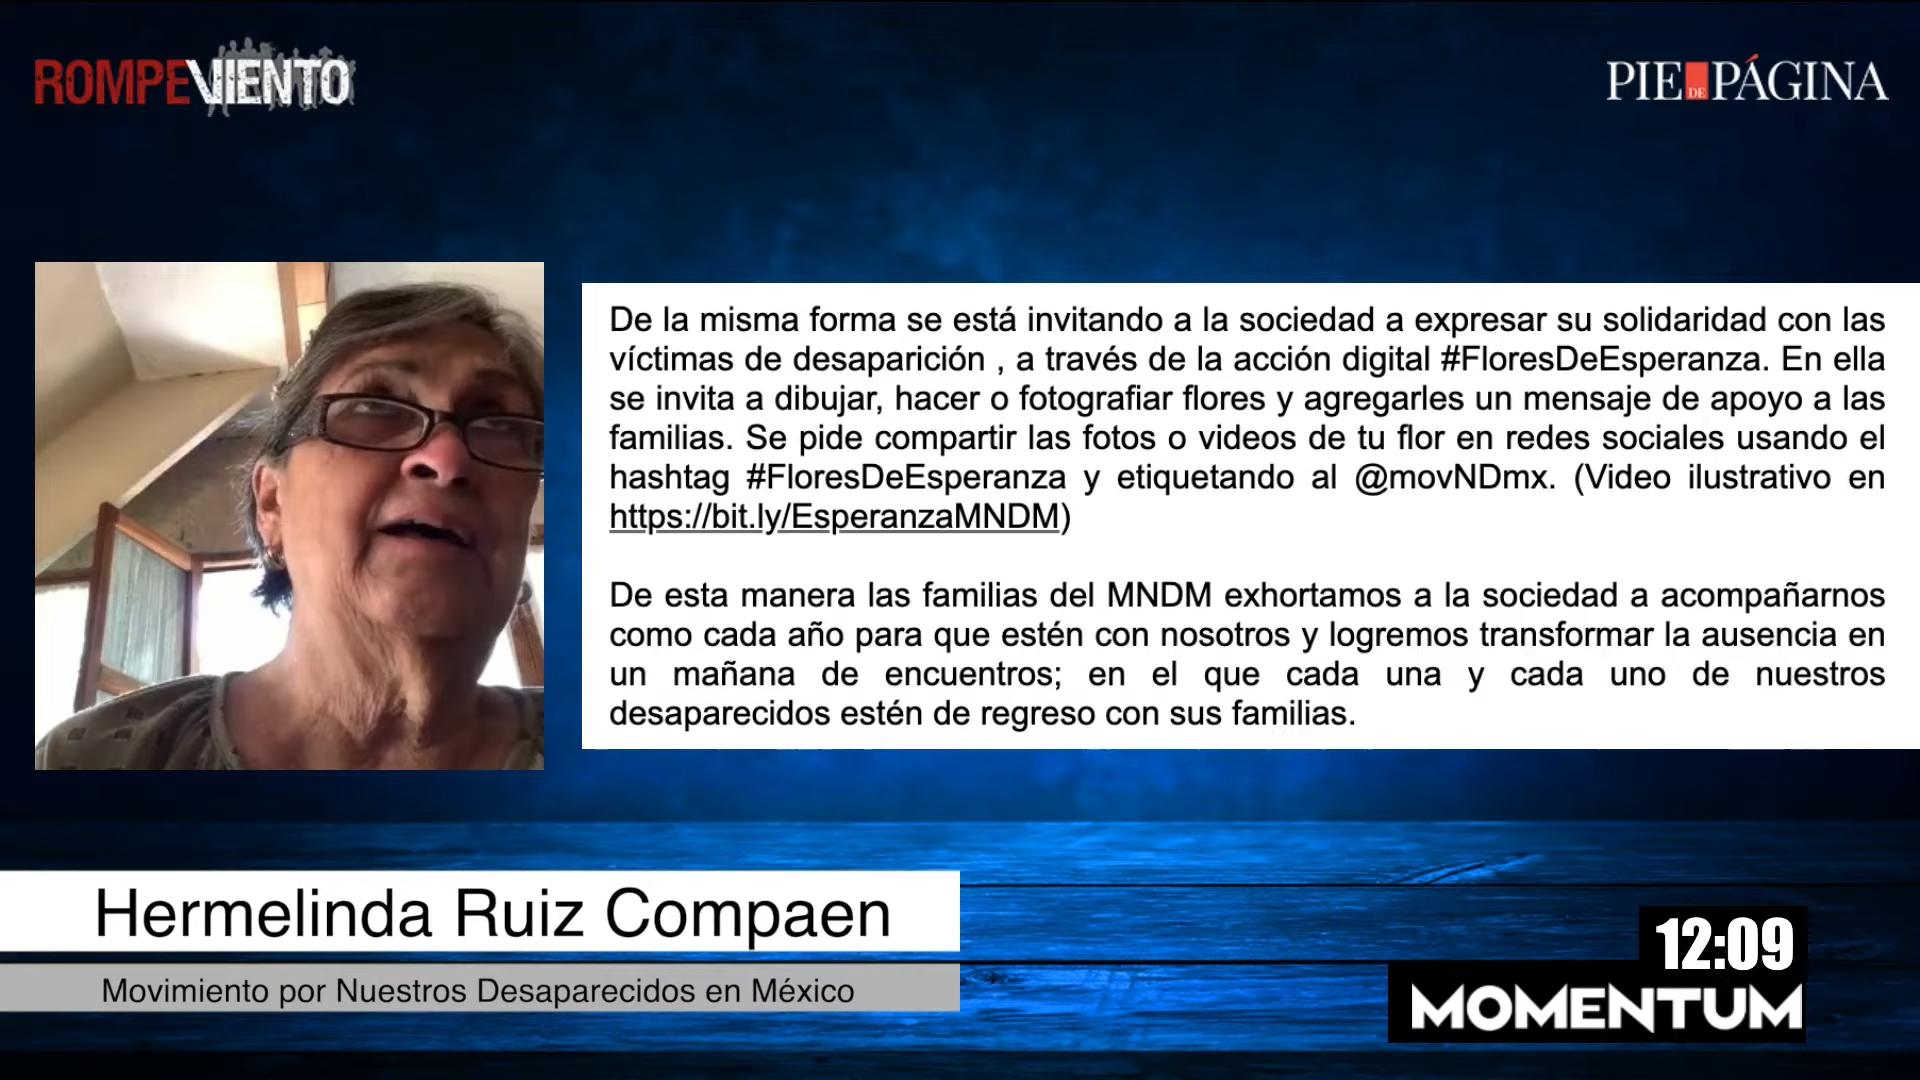 ROMPEVIENTO
PIE DE PÁGINA
De la misma forma se está invitando a la sociedad a expresar su solidaridad con las
víctimas de desaparición , a través de la acción digital #FloresDeEsperanza. En ella
se invita a dibujar, hacer o fotografiar flores y agregarles un mensaje de apoyo a las
familias. Se pide compartir las fotos o videos de tu flor en redes sociales usando el
hashtag #FloresDeEsperanza y etiquetando al @movNDmx. (Video ilustrativo en
https://bit.ly/EsperanzaMNDM)
De esta manera las familias del MNDM exhortamos a la sociedad a acompañarnos
como cada año para que estén con nosotros y logremos transformar la ausencia en
un mañana de encuentros; en el que cada una y cada uno de nuestros
desaparecidos estén de regreso con sus familias.
Hermelinda Ruiz Compaen
Movimiento por Nuestros Desaparecidos en México
12:09
MOMENTUM